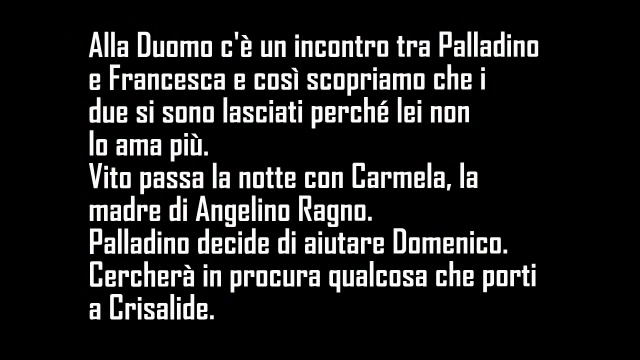 Alla Duomo c'è un incontro tra Palladino
e Francesca e così scopriamo che i
due si sono lasciati perché lei non
lo ama più.
Vito passa la notte con Carmela, la
madre di Angelino Ragno.
Palladino decide di aiutare Domenico.
Cercherà in procura qualcosa che porti
a Crisalide.